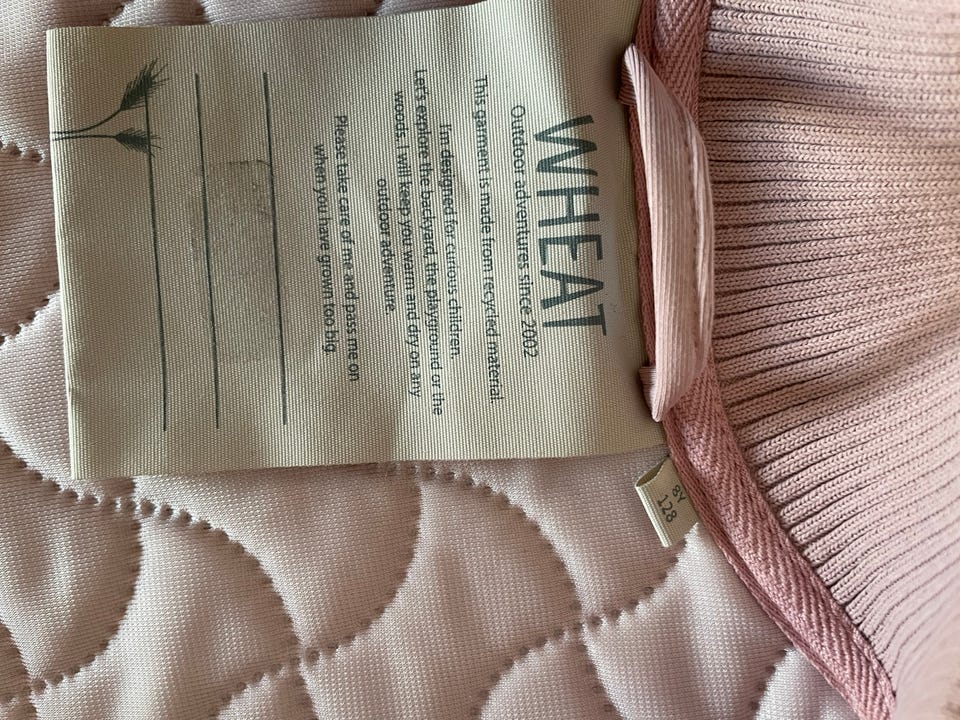 WHEAT
Outdoor adventures since 2002
This garment is made from recycled material.
I'm designed for curious children.
Let's explore the backyard, the playground or the
woods. I will keep you warm and dry on any
outdoor adventure.
Please take care of me and pass me on
when you have grown too big.
8Y
128